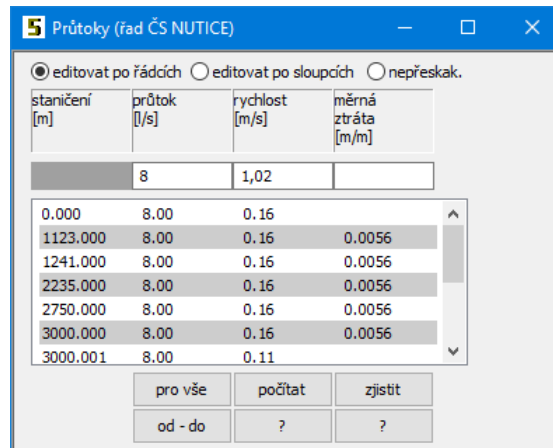 Průtoky (řad ČS NUTICE)
editovat po řádcích editovat po sloupcích nepřeskak.
staničení průtok rychlost měrná
[m] [l/s] [m/s] ztráta
[m/m]
8 1,02
0.000 8.00 0.16
1123.000 8.00 0.16 0.0056
1241.000 8.00 0.16 0.0056
2235.000 8.00 0.16 0.0056
2750.000 8.00 0.16 0.0056
3000.000 8.00 0.16 0.0056
3000.001 8.00 0.11
pro vše počítat zjistit
od - do ? ?